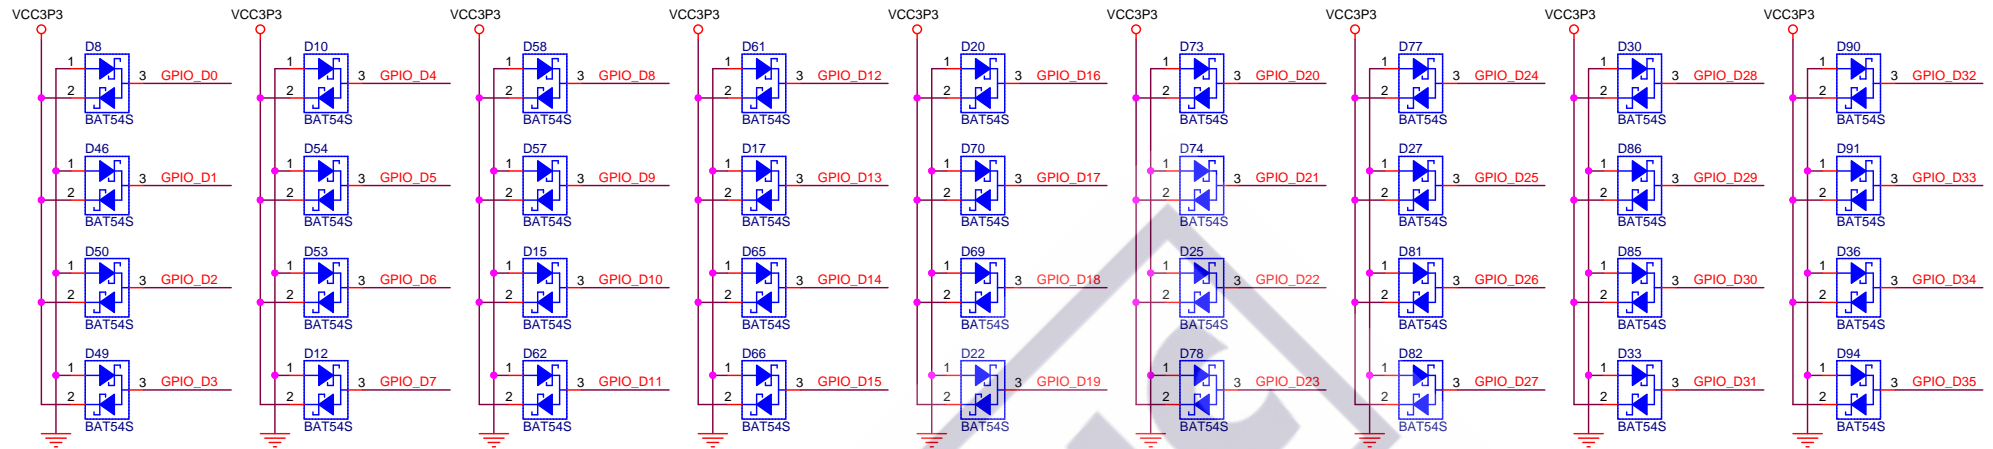 VCC3P3 VCC3P3 VCC3P3 VCC3P3 VCC3P3 VCC3P3 VCC3P3 VCC3P3 VCC3P3
D8 D10 D58 D61 D20 D73 D77 D30 D90
1 1 1 1 1 1 1 1 1
3 GPIO_D0 3 GPIO_D4 3 GPIO_D8 3 GPIO_D12 3 GPIO_D16 3 GPIO_D20 3 GPIO_D24 3 GPIO_D28 3 GPIO_D32
2 2 2 2 2 2 2 2 2
BAT54S BAT54S BAT54S BAT54S BAT54S BAT54S BAT54S BAT54S BAT54S
D46 D54 D57 D17 D70 D74 D27 D86 D91
1 1 1 1 1 1 1 1 1
3 GPIO_D1 3 GPIO_D5 3 GPIO_D9 3 GPIO_D13 3 GPIO_D17 3 GPIO_D21 3 GPIO_D25 3 GPIO_D29 3 GPIO_D33
2 2 2 2 2 2 2 2 2
BAT54S BAT54S BAT54S BAT54S BAT54S BAT54S BAT54S BAT54S BAT54S
D50 D53 D15 D65 D69 D25 D81 D85 D36
1 1 1 1 1 1 1 1 1
3 GPIO_D2 3 GPIO_D6 3 GPIO_D10 3 GPIO_D14 3 GPIO_D18 3 GPIO_D22 3 GPIO_D26 3 GPIO_D30 3 GPIO_D34
2 2 2 2 2 2 2 2 2
BAT54S BAT54S BAT54S BAT54S BAT54S BAT54S BAT54S BAT54S BAT54S
D49 D12 D62 D66 D22 D78 D82 D33 D94
1 1 1 1 1 1 1 1 1
3 GPIO_D3 3 GPIO_D7 3 GPIO_D11 3 GPIO_D15 3 GPIO_D19 3 GPIO_D23 3 GPIO_D27 3 GPIO_D31 3 GPIO_D35
2 2 2 2 2 2 2 2 2
BAT54S BAT54S BAT54S BAT54S BAT54S BAT54S BAT54S BAT54S BAT54S